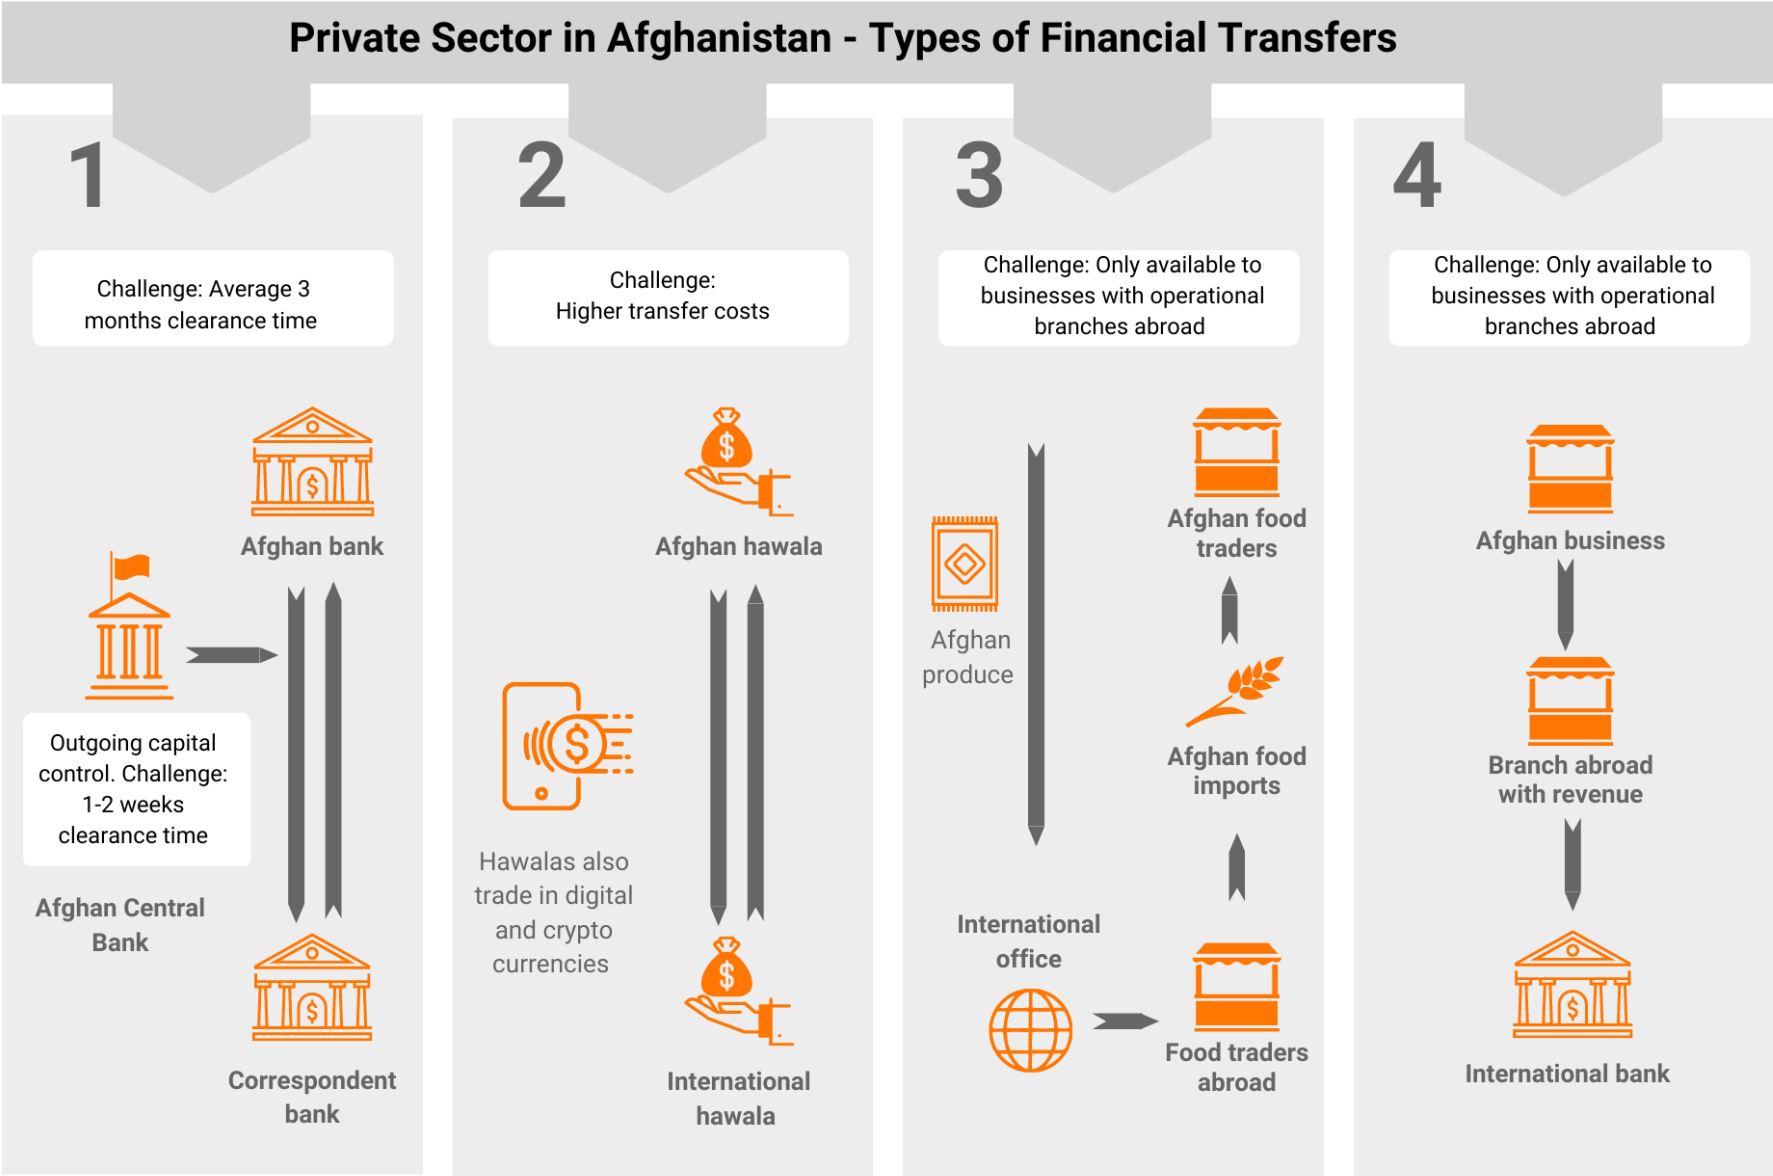 Private Sector in Afghanistan - Types of Financial Transfers
1
Challenge: Average 3
months clearance time
Afghan bank
Outgoing capital
control. Challenge:
1-2 weeks
clearance time
Afghan Central
Bank
Correspondent
bank
2
Challenge:
Higher transfer costs
Afghan hawala
Hawalas also
trade in digital
and crypto
currencies
International
hawala
3
Challenge: Only available to
businesses with operational
branches abroad
Afghan food
traders
Afghan
produce
Afghan food
imports
International
office
Food traders
abroad
4
Challenge: Only available to
businesses with operational
branches abroad
Afghan business
Branch abroad
with revenue
International bank